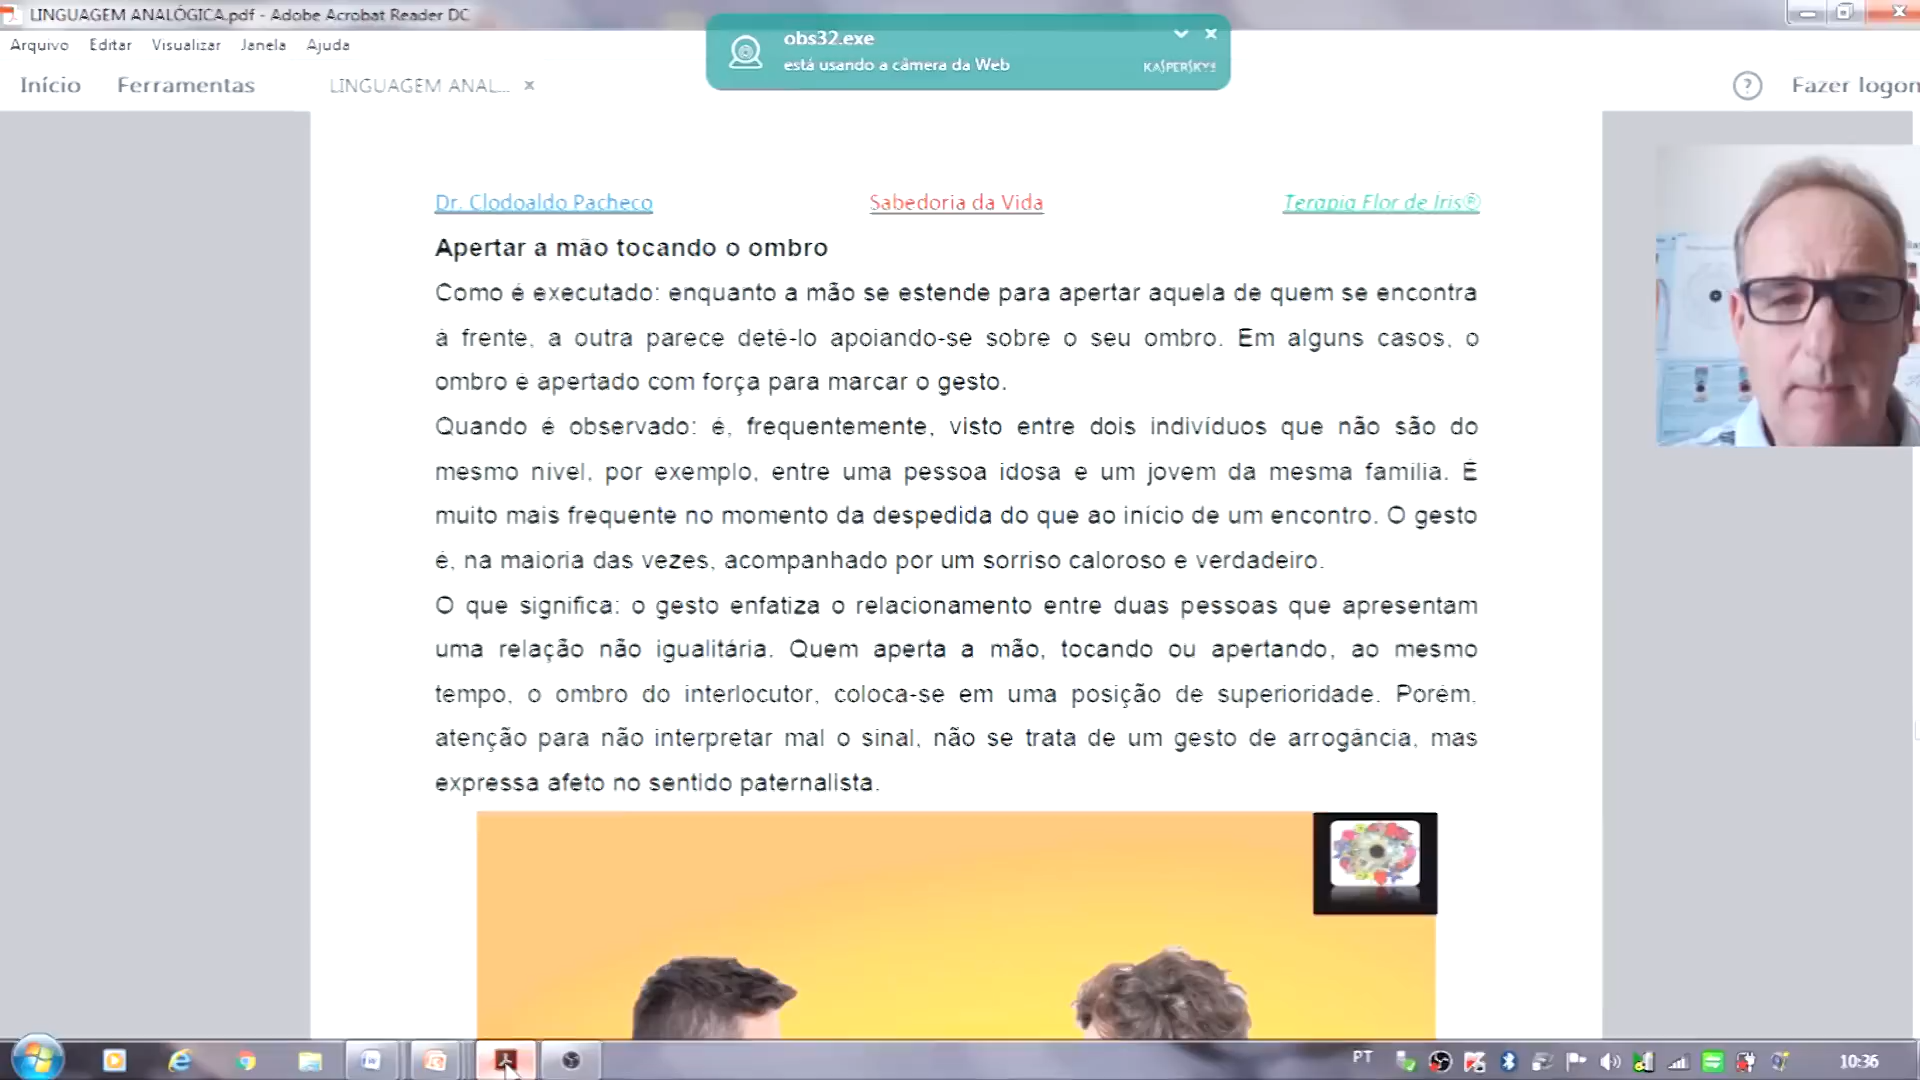 LINGUAGEM ANALÓGICA.pdf - Adobe Acrobat Reader DC
Arquivo Editar Visualizar Janela Ajuda
obs32.exe
está usando a câmera da Web
KASPERSKY
Início Ferramentas LINGUAGEM ANAL... ×
? Fazer logon
Dr. Clodoaldo Pacheco Sabedoria da Vida Terapia Flor de Íris®
Apertar a mão tocando o ombro
Como é executado: enquanto a mão se estende para apertar aquela de quem se encontra
à frente, a outra parece detê-lo apoiando-se sobre o seu ombro. Em alguns casos, o
ombro é apertado com força para marcar o gesto.
Quando é observado: é, frequentemente, visto entre dois indivíduos que não são do
mesmo nível, por exemplo, entre uma pessoa idosa e um jovem da mesma família. É
muito mais frequente no momento da despedida do que ao início de um encontro. O gesto
é, na maioria das vezes, acompanhado por um sorriso caloroso e verdadeiro.
O que significa: o gesto enfatiza o relacionamento entre duas pessoas que apresentam
uma relação não igualitária. Quem aperta a mão, tocando ou apertando, ao mesmo
tempo, o ombro do interlocutor, coloca-se em uma posição de superioridade. Porém,
atenção para não interpretar mal o sinal, não se trata de um gesto de arrogância, mas
expressa afeto no sentido paternalista.
PT 10:36